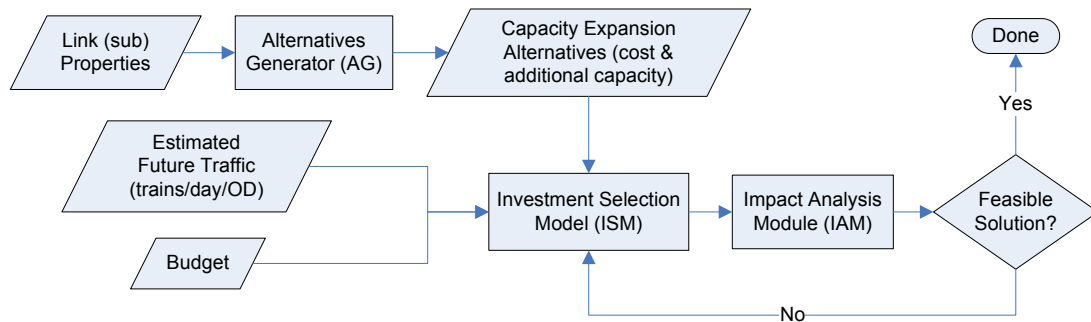 Link (sub)
Properties
Alternatives
Generator (AG)
Capacity Expansion
Alternatives (cost &
additional capacity)
Done
Yes
Estimated
Future Traffic
(trains/day/OD)
Investment Selection
Model (ISM)
Impact Analysis
Module (IAM)
Feasible
Solution?
Budget
No